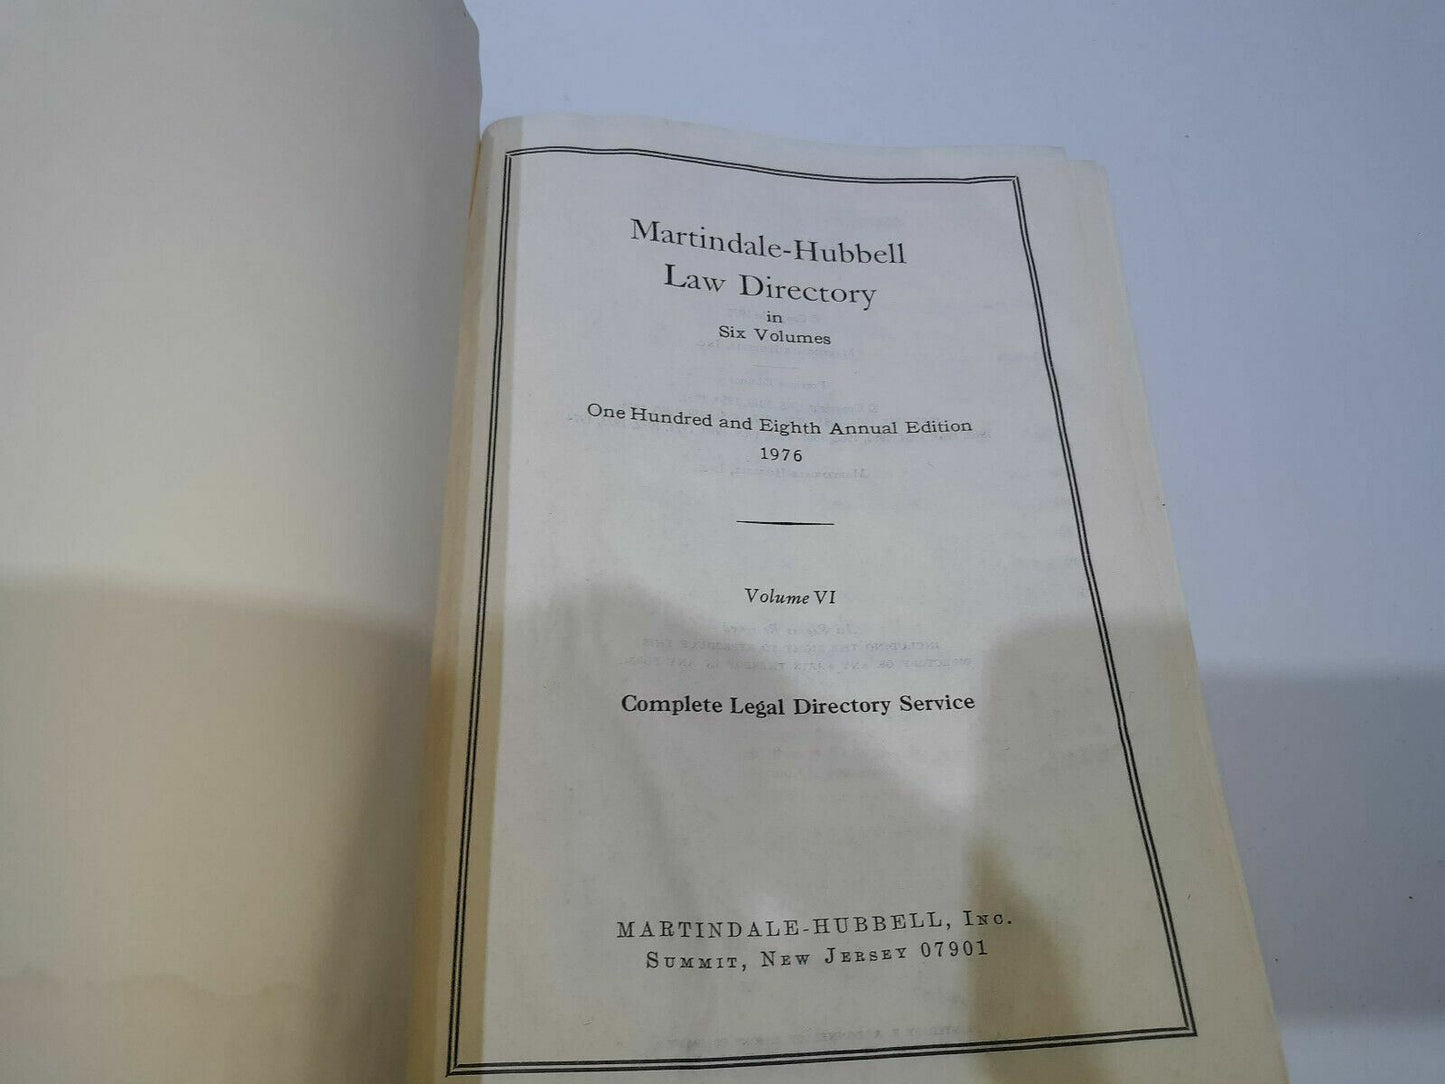 Martindale-Hubbell
Law Directory
in
Six Volumes
One Hundred and Eighth Annual Edition
1976
Volume VI
Complete Legal Directory Service
MARTINDALE-HUBBELL, INC.
SUMMIT, NEW JERSEY 07901